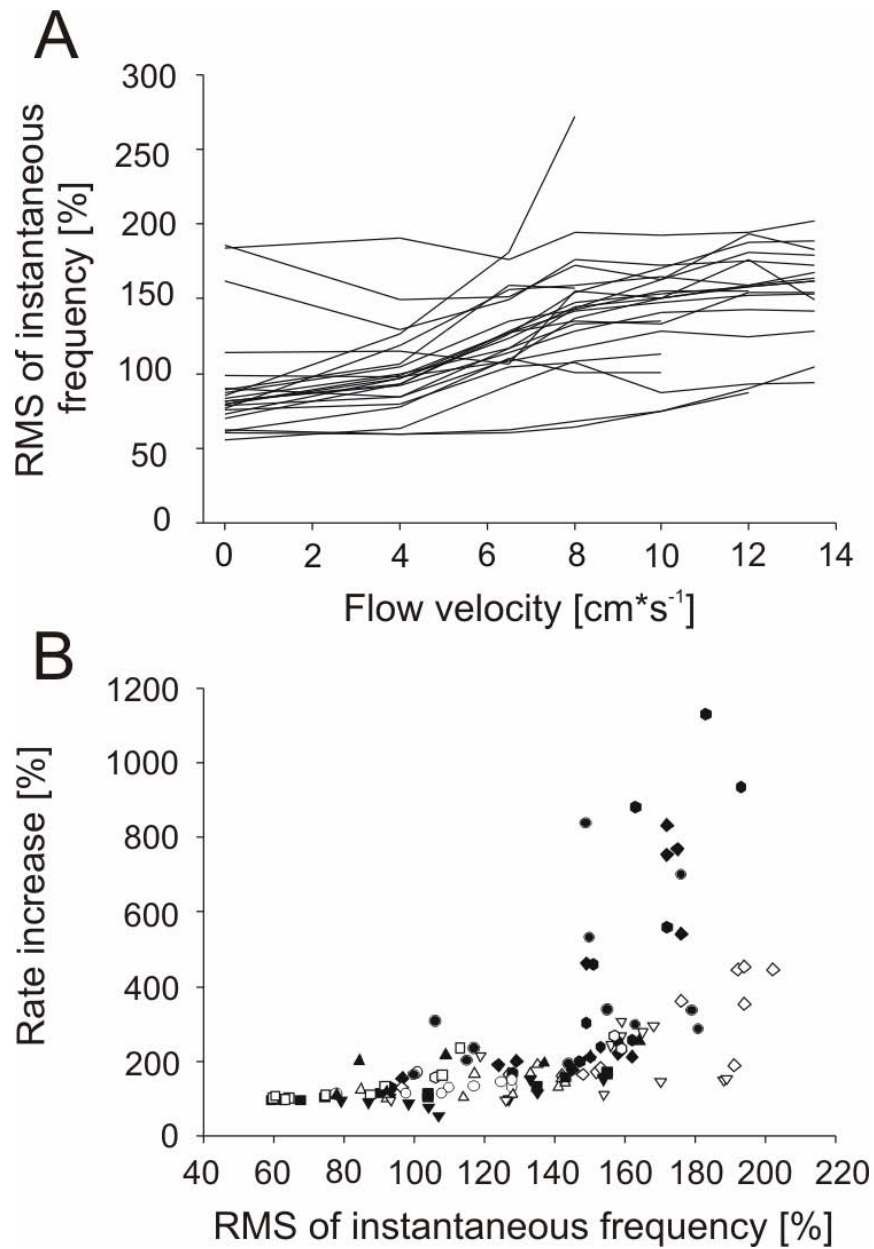 A
RMS of instantaneous
frequency [%]
300
250
200
150
100
50
0
0 2 4 6 8 10 12 14
Flow velocity [cm*s⁻¹]
B
Rate increase [%]
1200
1000
800
600
400
200
0
40 60 80 100 120 140 160 180 200 220
RMS of instantaneous frequency [%]